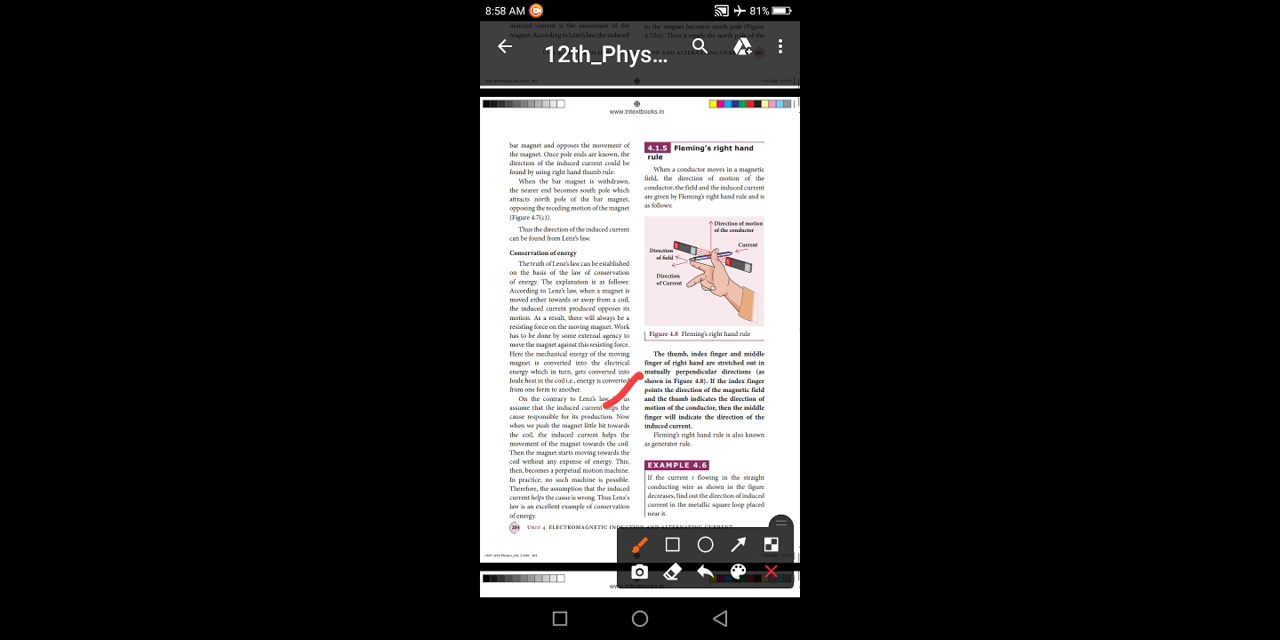 8:58 AM
81%
induced current is the movement of the
magnet. According to Lenz's law, the induced
to the magnet becomes north pole (Figure
12th_Phys...
www.tntextbooks.in
bar magnet and opposes the movement of
the magnet. Once pole ends are known, the
direction of the induced current could be
found by using right hand thumb rule.
When the bar magnet is withdrawn,
the nearer end becomes south pole which
attracts north pole of the bar magnet,
opposing the receding motion of the magnet
(Figure 4.7(c)).
Thus the direction of the induced current
can be found from Lenz's law.
Conservation of energy
The truth of Lenz's law can be established
on the basis of the law of conservation
of energy. The explanation is as follows:
According to Lenz's law, when a magnet is
moved either towards or away from a coil,
the induced current produced opposes its
motion. As a result, there will always be a
resisting force on the moving magnet. Work
has to be done by some external agency to
move the magnet against this resisting force.
Here the mechanical energy of the moving
magnet is converted into the electrical
energy which in turn, gets converted into
Joule heat in the coil i.e., energy is converted
from one form to another.
On the contrary to Lenz's law, us
assume that the induced current helps the
cause responsible for its production. Now
when we push the magnet little bit towards
the coil, the induced current helps the
movement of the magnet towards the coil.
Then the magnet starts moving towards the
coil without any expense of energy. This,
then, becomes a perpetual motion machine.
In practice, no such machine is possible.
Therefore, the assumption that the induced
current helps the cause is wrong. Thus Lenz's
law is an excellent example of conservation
of energy.
4.1.5 Fleming's right hand
rule
When a conductor moves in a magnetic
field, the direction of motion of the
conductor, the field and the induced current
are given by Fleming's right hand rule and is
as follows:
Direction of motion
of the conductor
Current
Direction
of field
Direction
of Current
Figure 4.8 Fleming's right hand rule
The thumb, index finger and middle
finger of right hand are stretched out in
mutually perpendicular directions (as
shown in Figure 4.8). If the index finger
points the direction of the magnetic field
and the thumb indicates the direction of
motion of the conductor, then the middle
finger will indicate the direction of the
induced current.
Fleming's right hand rule is also known
as generator rule.
EXAMPLE 4.6
If the current i flowing in the straight
conducting wire as shown in the figure
decreases, find out the direction of induced
current in the metallic square loop placed
near it.
204 UNIT 4 ELECTROMAGNETIC INDUCTION AND ALTERNATING CURRENT